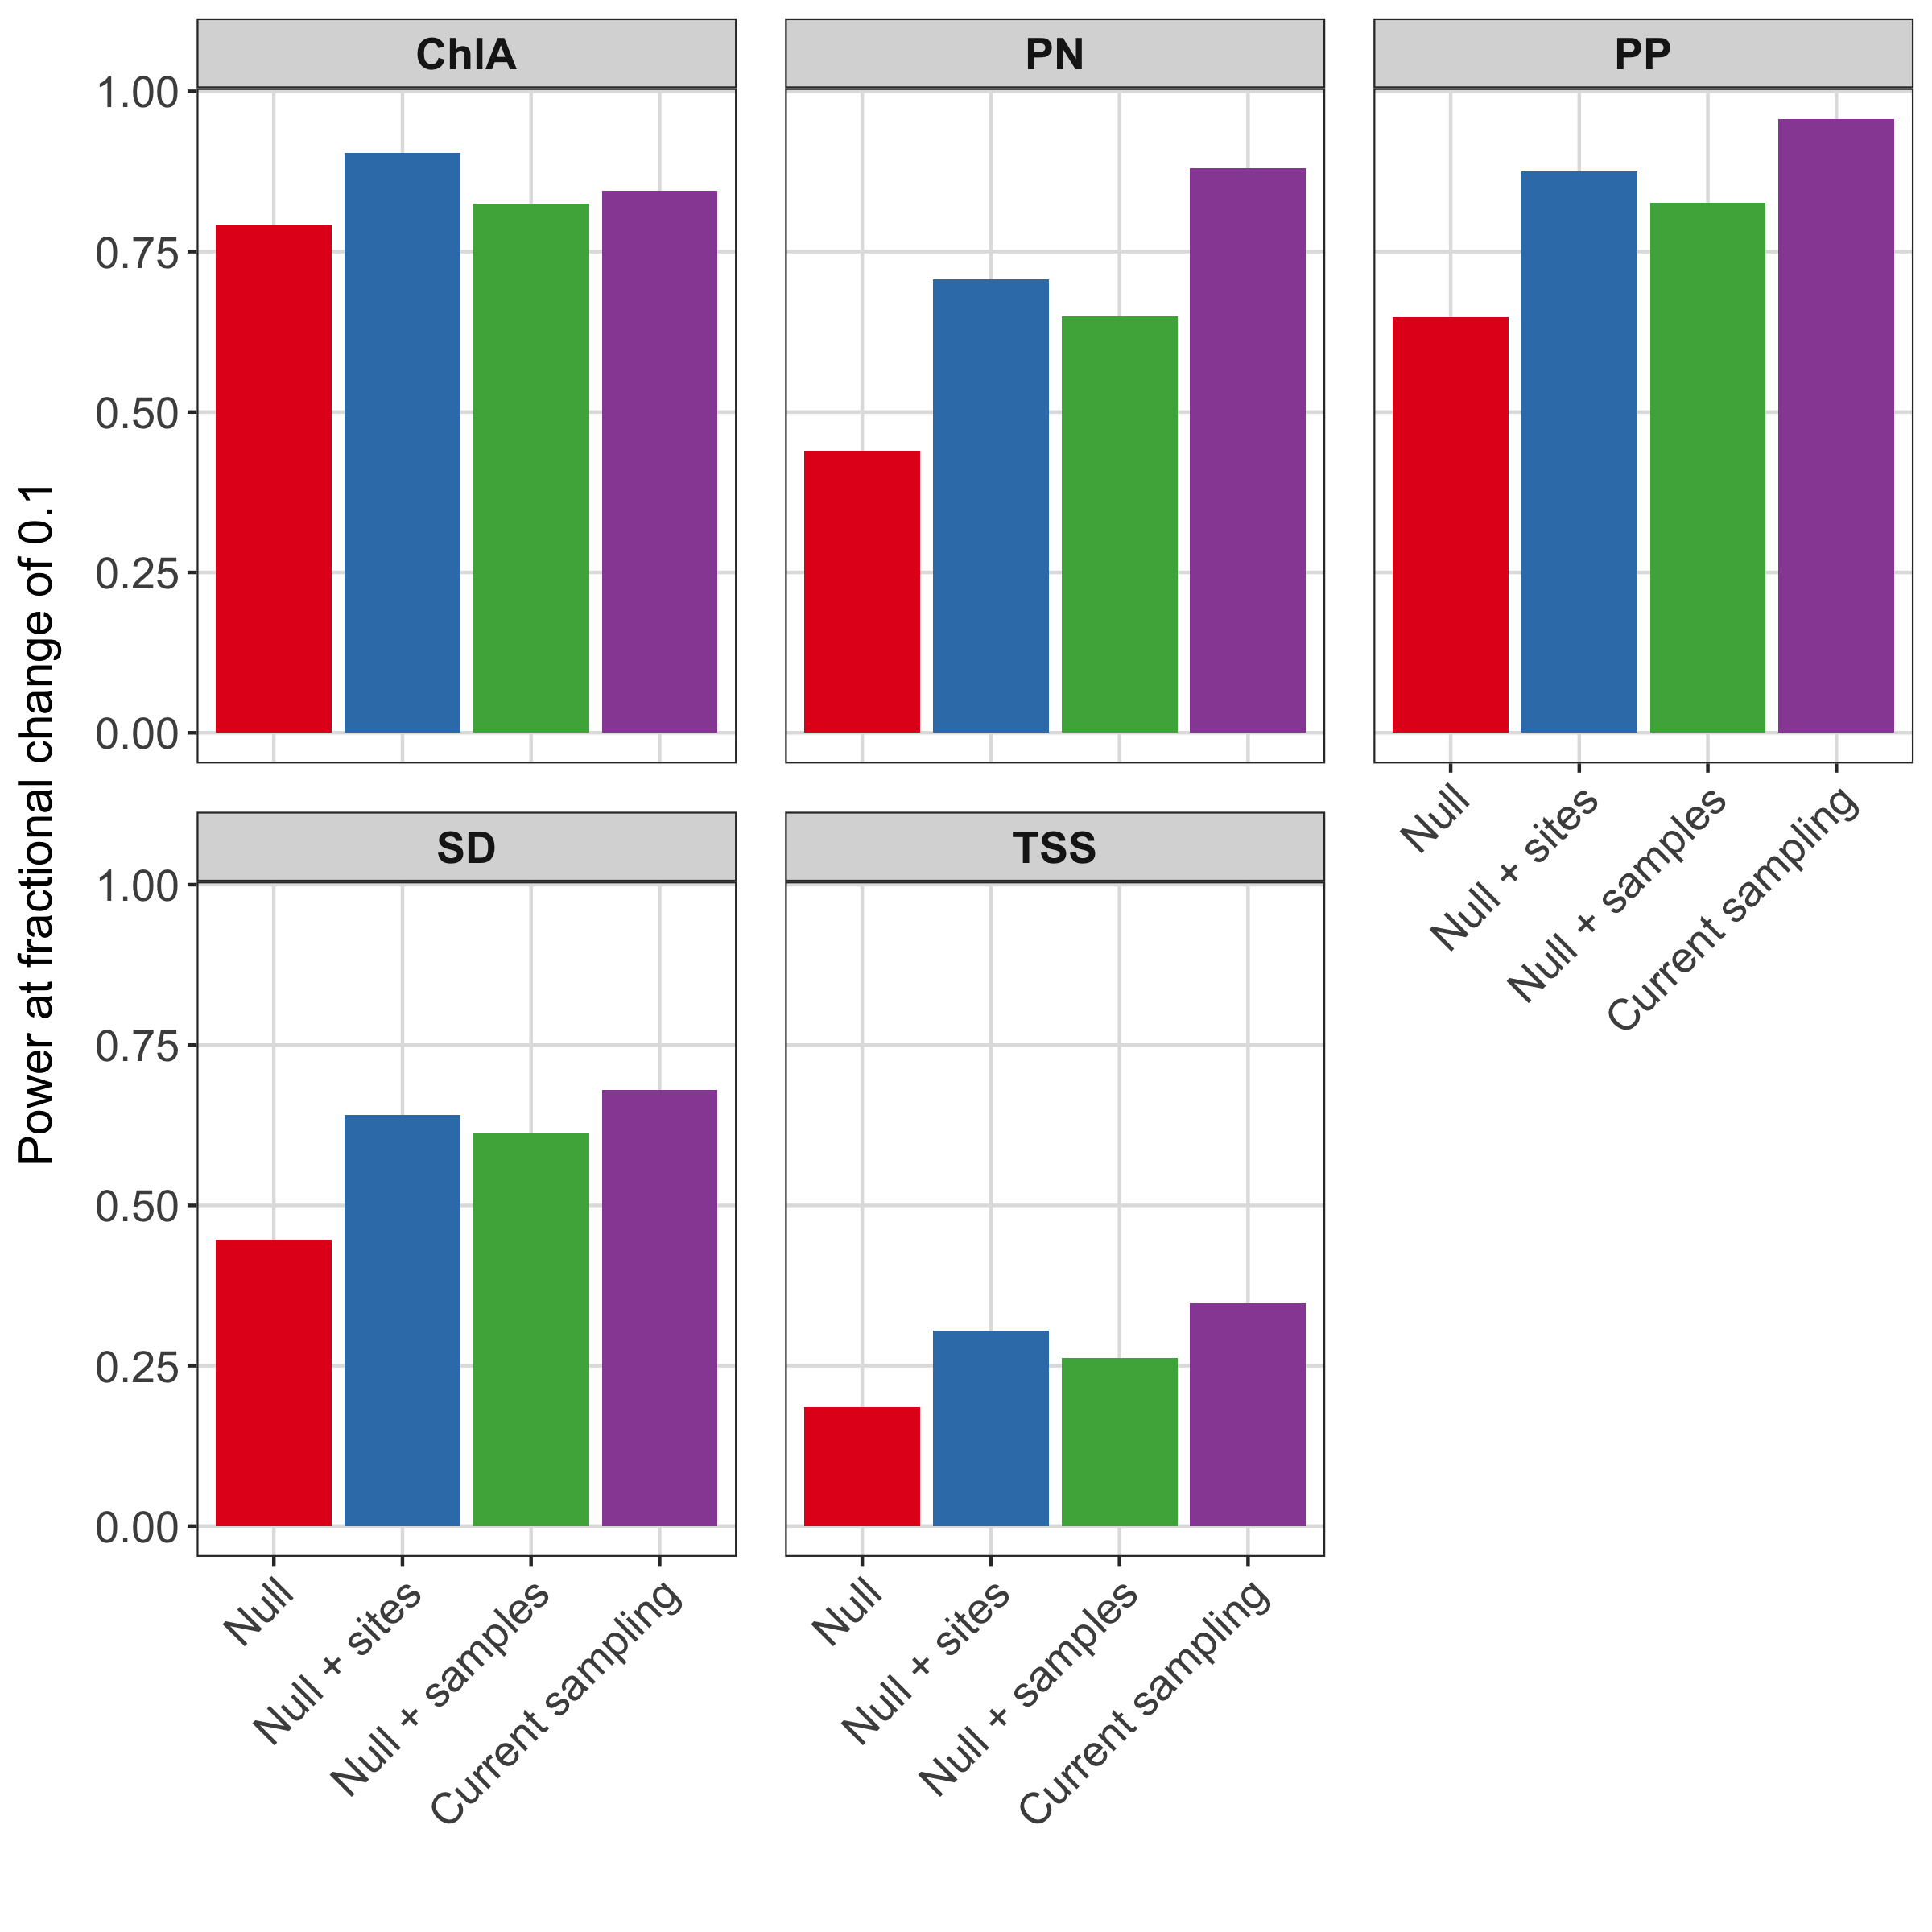 Power at fractional change of 0.1
ChlA
PN
PP
1.00
0.75
0.50
0.25
0.00
Null
Null + sites
Null + samples
Current sampling
SD
TSS
1.00
0.75
0.50
0.25
0.00
Null
Null + sites
Null + samples
Current sampling
Null
Null + sites
Null + samples
Current sampling